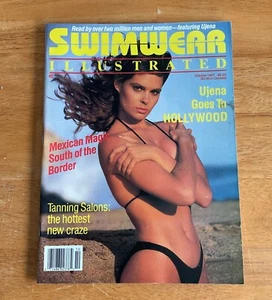 Read by over two million men and women—featuring Ujena
SWIMWEAR
ILLUSTRATED
Ujena
Goes To
HOLLYWOOD
Mexican Magic
South of the
Border
Tanning Salons:
the hottest
new craze